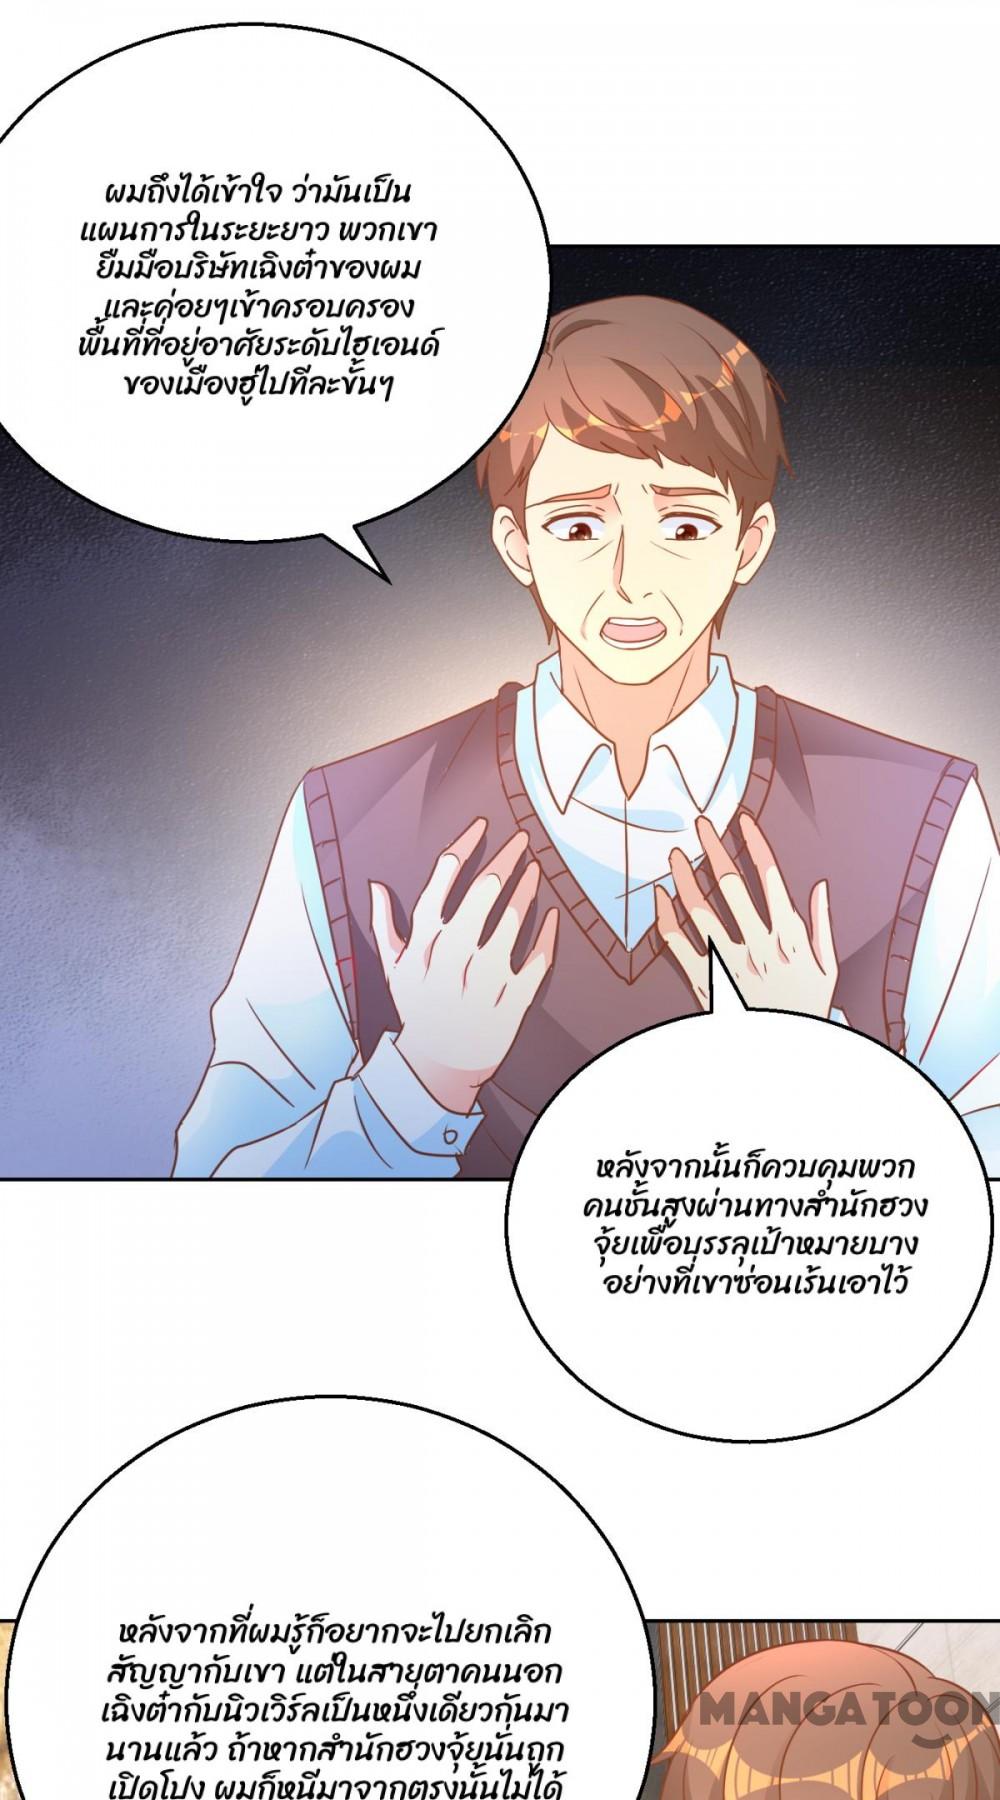 ผมถึงได้เข้าใจ ว่ามันเป็น
แผนการในระยะยาว พวกเขา
ยืมมือบริษัทเฉิงต๋าของผม
และค่อยๆเข้าครอบครอง
พื้นที่ที่อยู่อาศัยระดับไฮเอนด์
ของเมืองฮู่ไปทีละขั้นๆ
หลังจากนั้นก็ควบคุมพวก
คนชั้นสูงผ่านทางสำนักฮวง
จุ้ยเพื่อบรรลุเป้าหมายบาง
อย่างที่เขาซ่อนเร้นเอาไว้
หลังจากที่ผมรู้ก็อยากจะไปยกเลิก
สัญญากับเขา แต่ในสายตาคนนอก
เฉิงต๋ากับนิวเวิร์ลเป็นหนึ่งเดียวกันมา
นานแล้ว ถ้าหากสำนักฮวงจุ้ยนั่นถูก
เปิดโปง ผมก็หนีมาจากตรงนั้นไม่ได้
MANGATOON